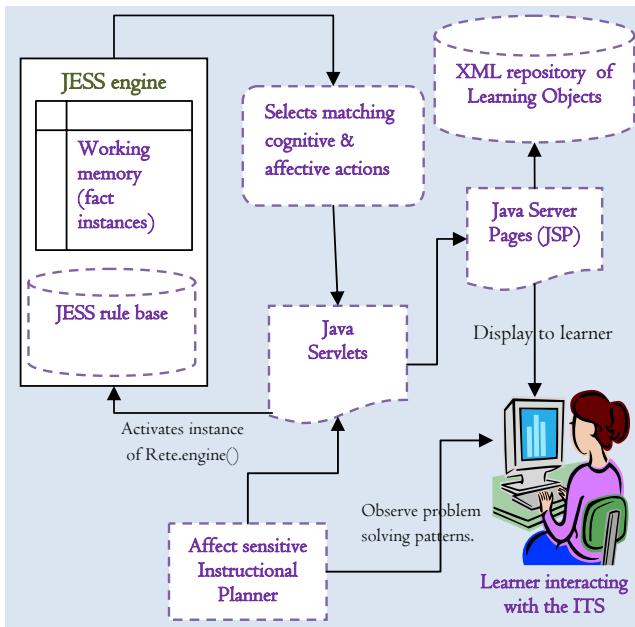 JESS engine
Working
memory
(fact
instances)
JESS rule base
Selects matching
cognitive &
affective actions
XML repository of
Learning Objects
Java Server
Pages (JSP)
Java
Servlets
Display to learner
Activates instance
of Rete.engine()
Observe problem
solving patterns.
Affect sensitive
Instructional
Planner
Learner interacting
with the ITS